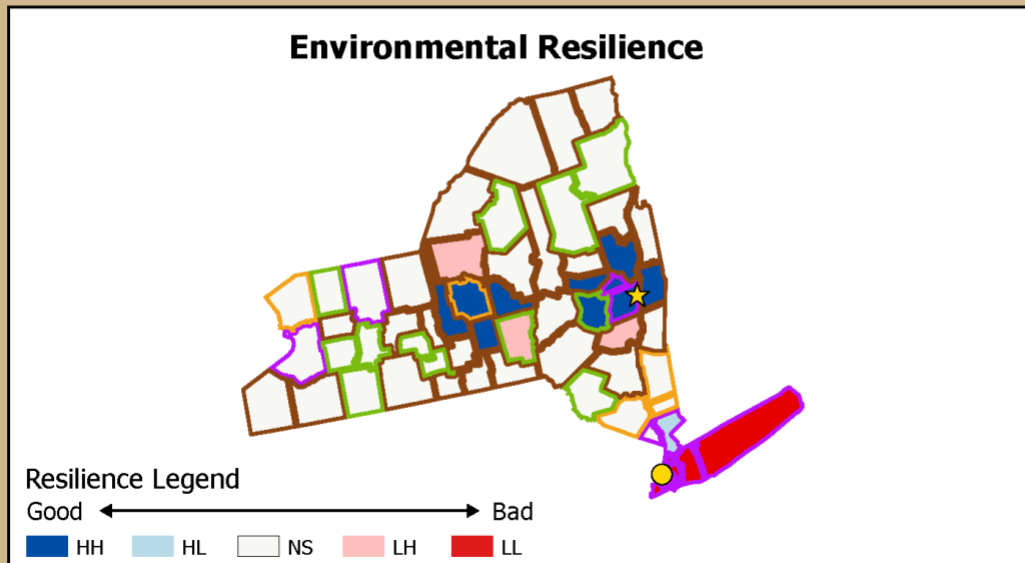 Environmental Resilience
Resilience Legend
Good Bad
HH HL NS LH LL